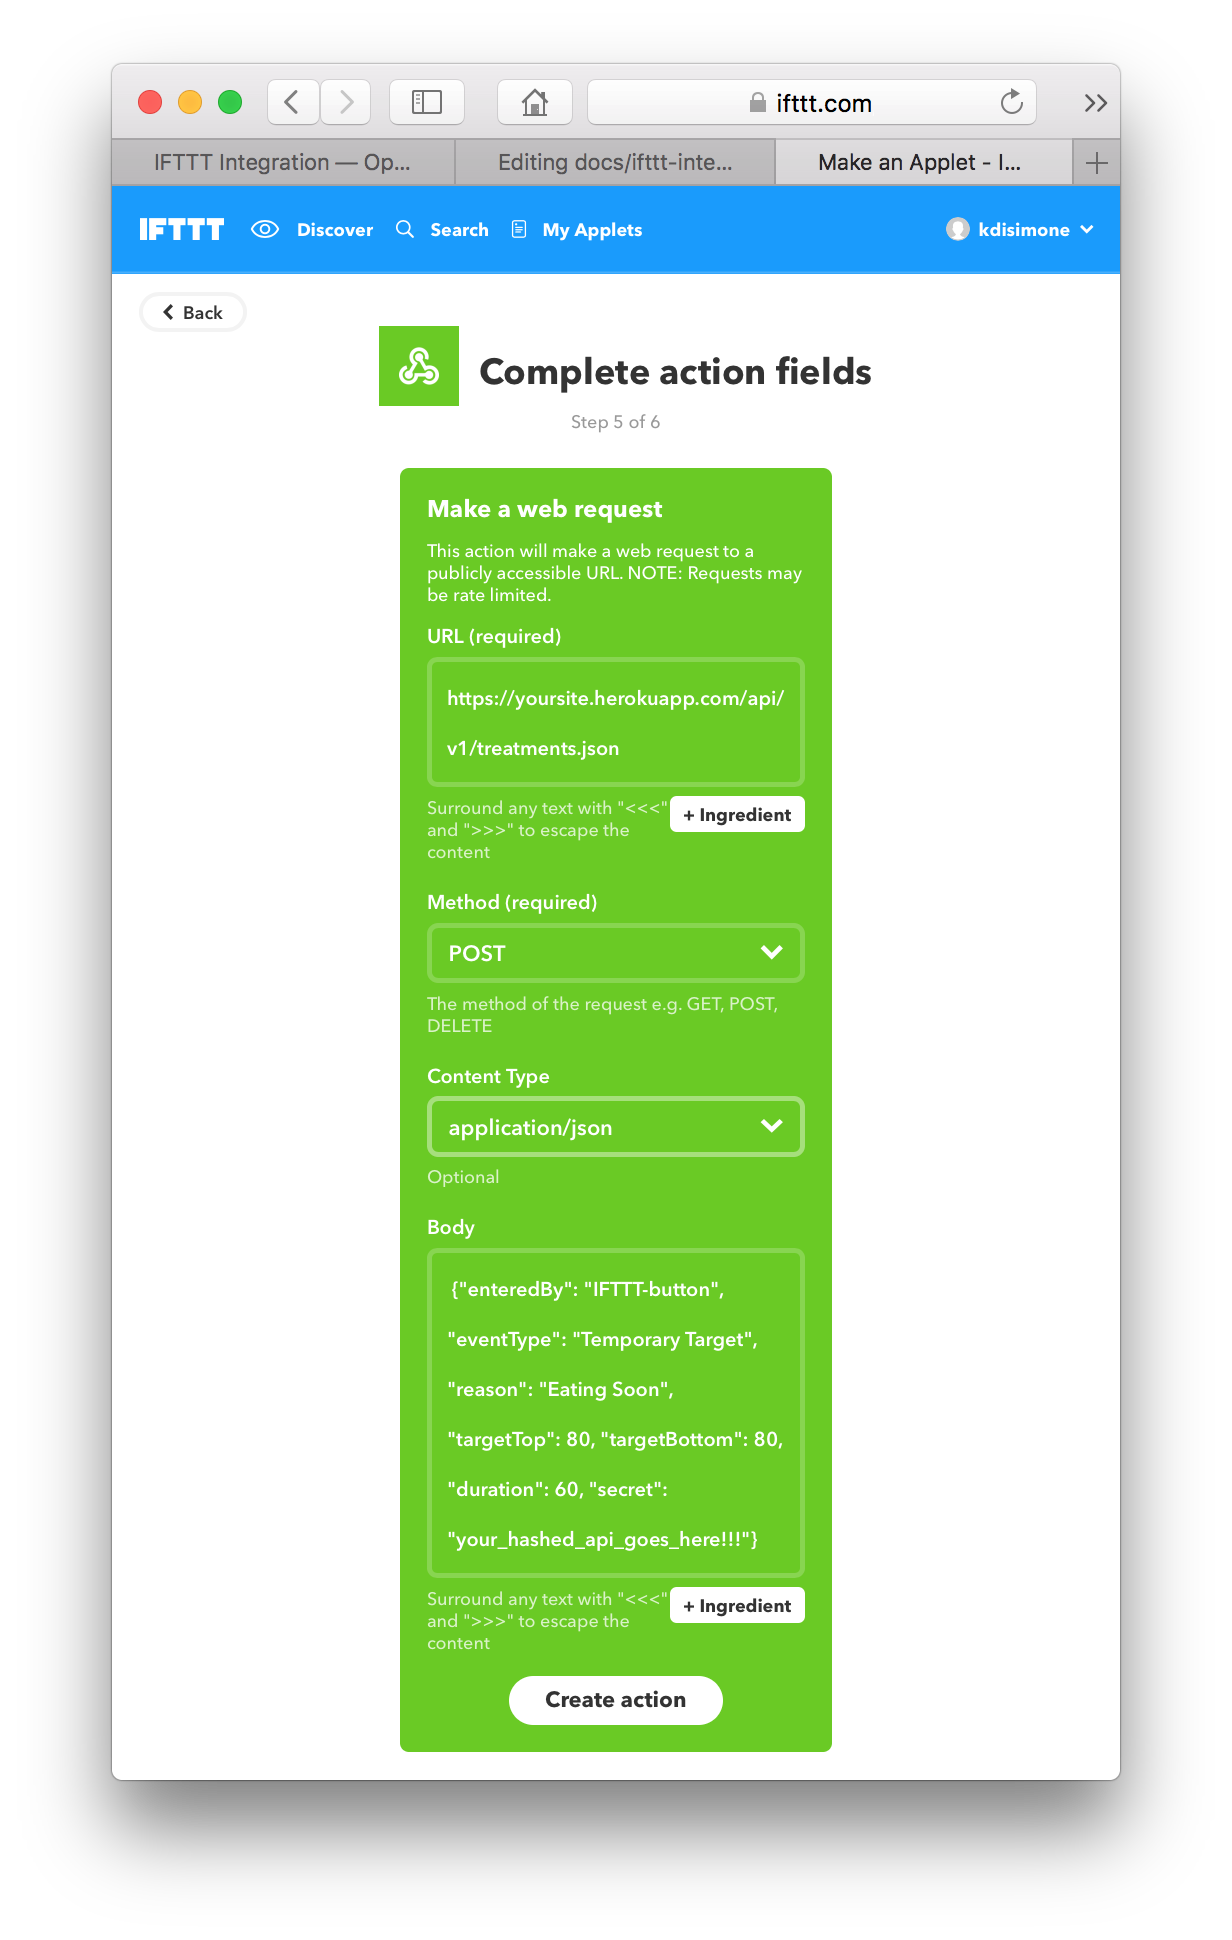 ifttt.com
IFTTT Integration — Op...
Editing docs/ifttt-inte...
Make an Applet - I...
IFTTT Discover Search My Applets kdisimone
Back
Complete action fields
Step 5 of 6
Make a web request
This action will make a web request to a
publicly accessible URL. NOTE: Requests may
be rate limited.
URL (required)
https://yoursite.herokuapp.com/api/
v1/treatments.json
Surround any text with "<<<"
and ">>>" to escape the
content
+ Ingredient
Method (required)
POST
The method of the request e.g. GET, POST,
DELETE
Content Type
application/json
Optional
Body
{"enteredBy": "IFTTT-button",
"eventType": "Temporary Target",
"reason": "Eating Soon",
"targetTop": 80, "targetBottom": 80,
"duration": 60, "secret":
"your_hashed_api_goes_here!!!"}
Surround any text with "<<<"
and ">>>" to escape the
content
+ Ingredient
Create action